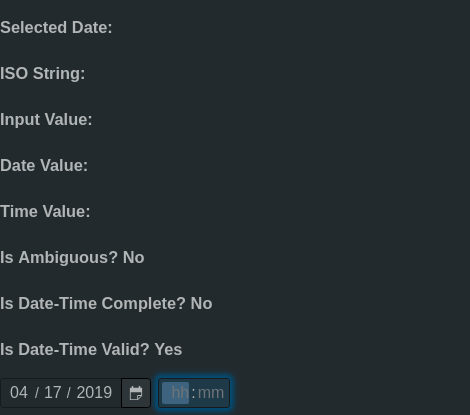 Selected Date:
ISO String:
Input Value:
Date Value:
Time Value:
Is Ambiguous? No
Is Date-Time Complete? No
Is Date-Time Valid? Yes
04 / 17 / 2019 hh:mm